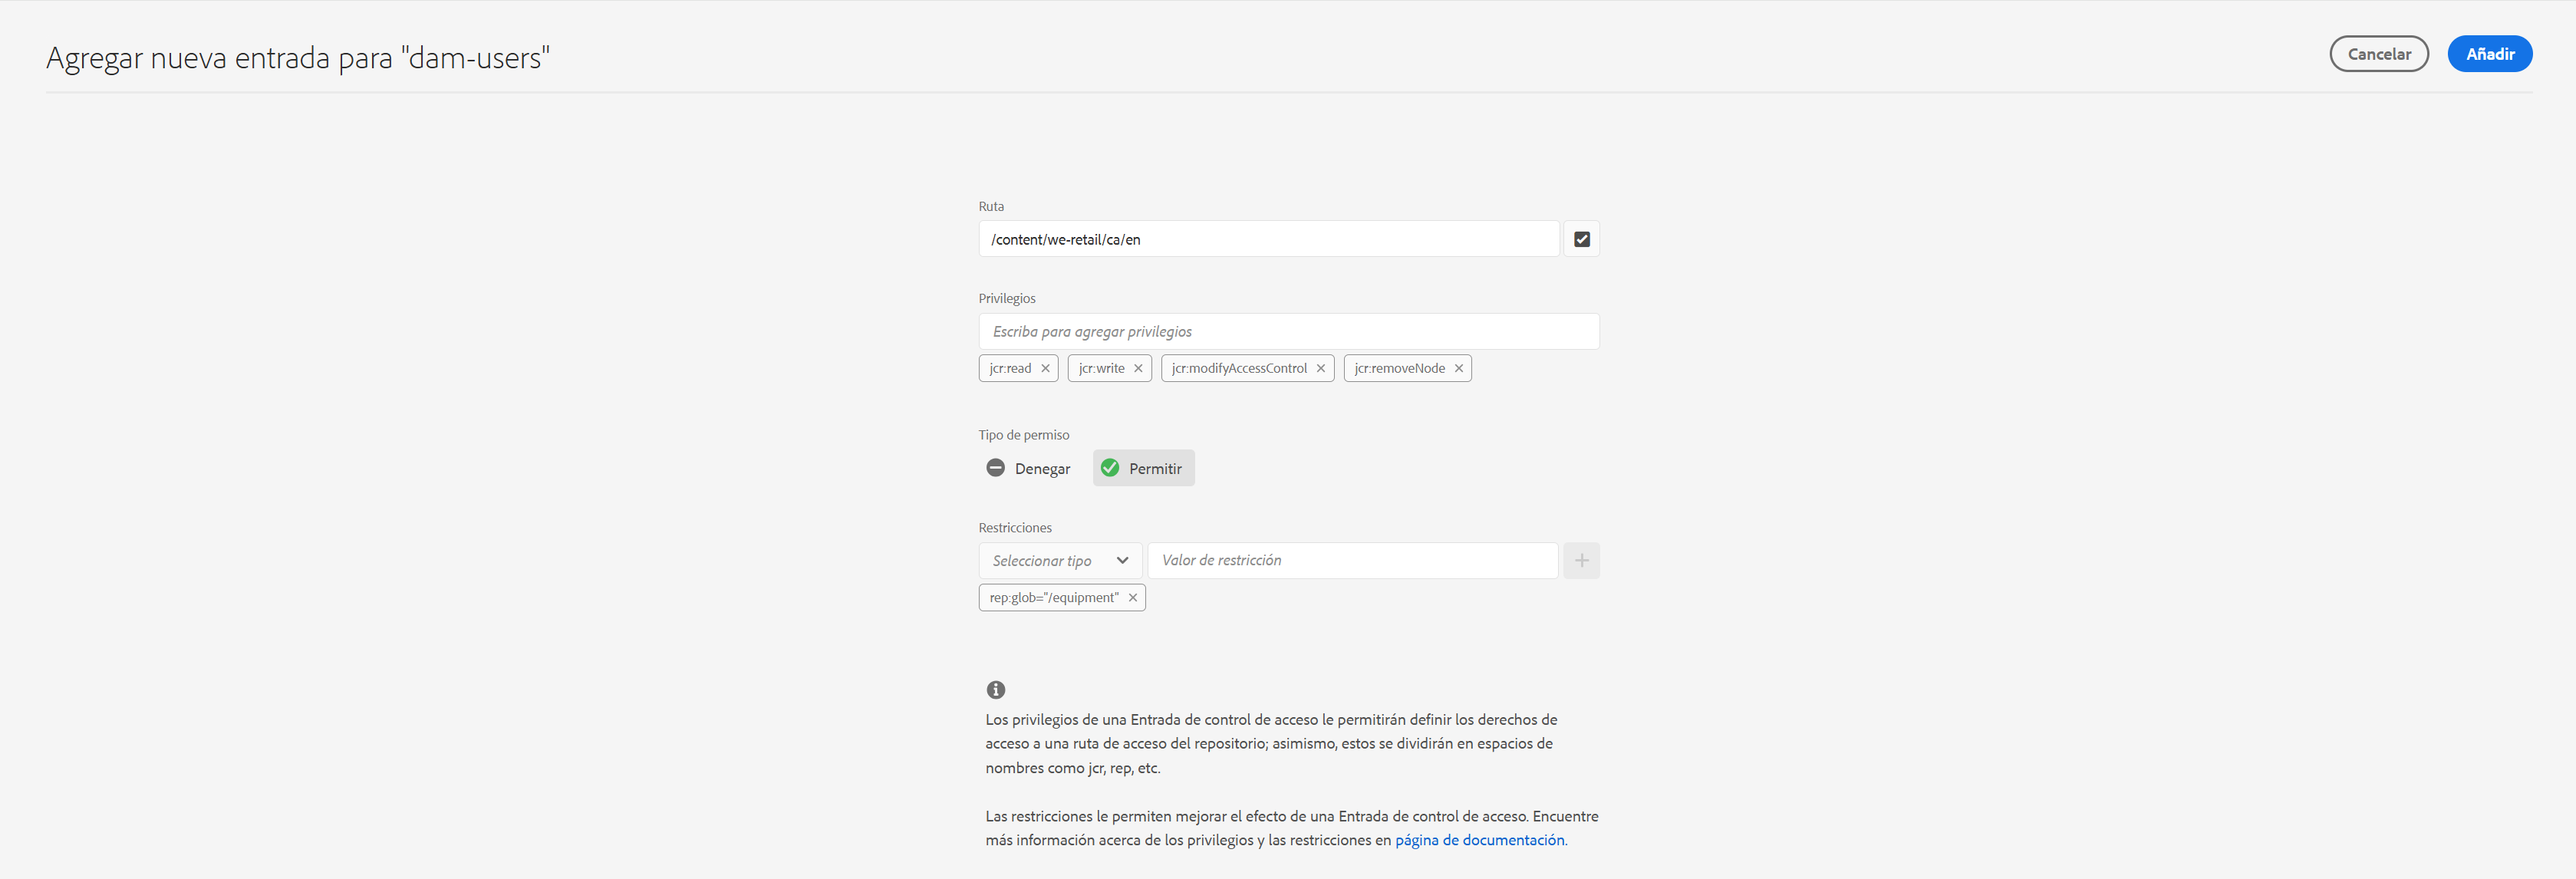 Agregar nueva entrada para "dam-users"
Cancelar
Añadir
Ruta
/content/we-retail/ca/en
Privilegios
Escriba para agregar privilegios
jcr:read
jcr:write
jcr:modifyAccessControl
jcr:removeNode
Tipo de permiso
Denegar
Permitir
Restricciones
Seleccionar tipo
Valor de restricción
rep:glob="/equipment"
Los privilegios de una Entrada de control de acceso le permitirán definir los derechos de
acceso a una ruta de acceso del repositorio; asimismo, estos se dividirán en espacios de
nombres como jcr, rep, etc.
Las restricciones le permiten mejorar el efecto de una Entrada de control de acceso. Encuentre
más información acerca de los privilegios y las restricciones en página de documentación.